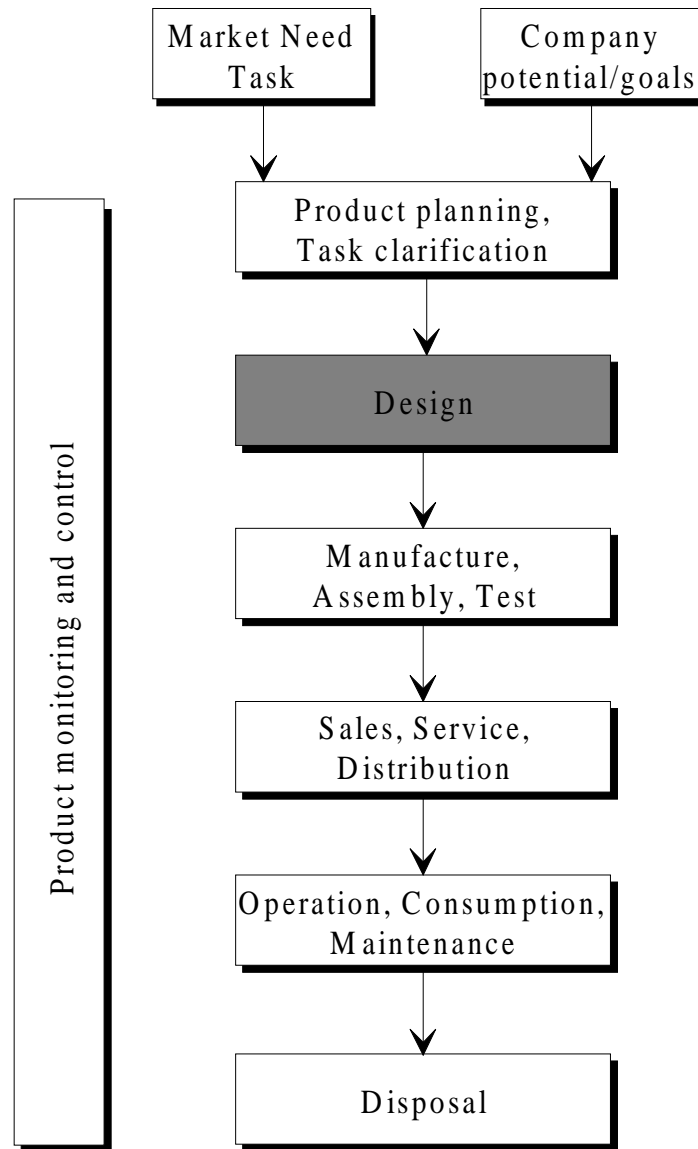 Market Need
Task
Company
potential/goals
Product planning,
Task clarification
Design
Manufacture,
Assembly, Test
Sales, Service,
Distribution
Operation, Consumption,
Maintenance
Disposal
Product monitoring and control